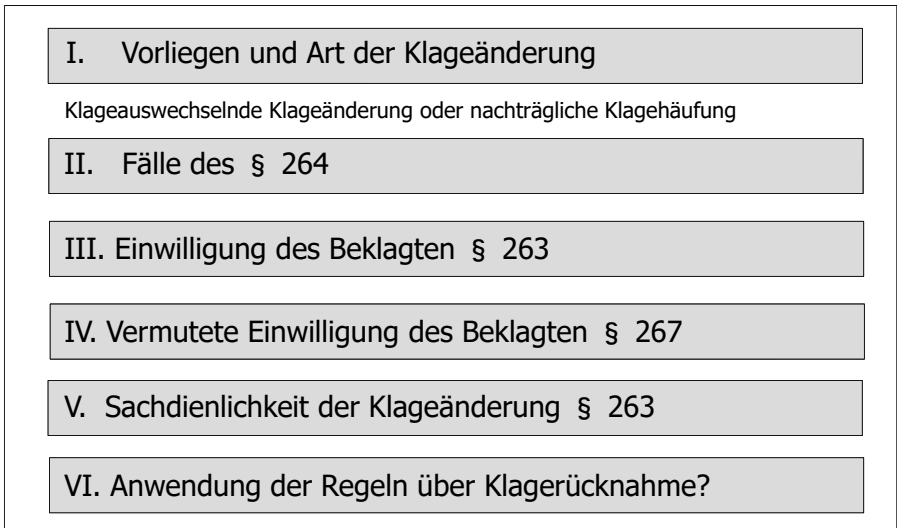 I. Vorliegen und Art der Klageänderung
Klageauswechselnde Klageänderung oder nachträgliche Klagehäufung
II. Fälle des § 264
III. Einwilligung des Beklagten § 263
IV. Vermutete Einwilligung des Beklagten § 267
V. Sachdienlichkeit der Klageänderung § 263
VI. Anwendung der Regeln über Klagerücknahme?